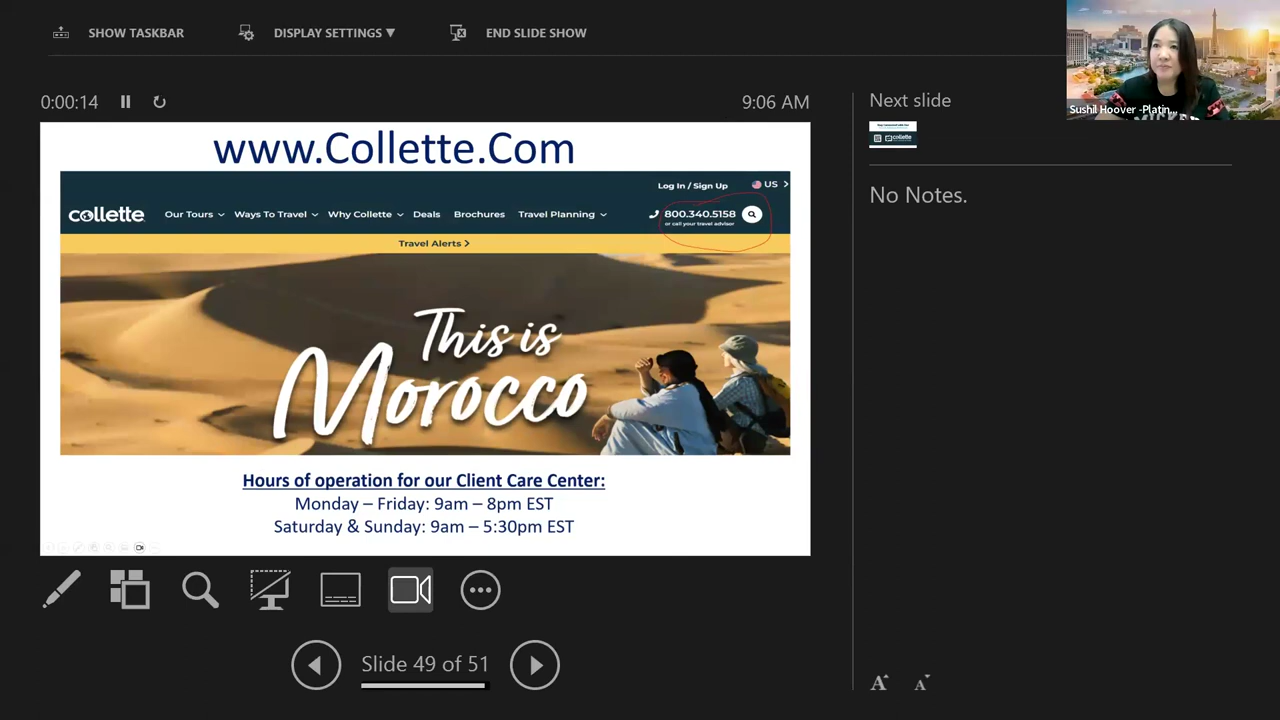 SHOW TASKBAR
DISPLAY SETTINGS ▼
END SLIDE SHOW
Sushil Hoover -Platin...
0:00:14
9:06 AM
Next slide
www.Collette.Com
Log In / Sign Up
US
collette
Our Tours
Ways To Travel
Why Collette
Deals
Brochures
Travel Planning
800.340.5158
or call your travel advisor
Travel Alerts >
This is
Morocco
Hours of operation for our Client Care Center:
Monday – Friday: 9am – 8pm EST
Saturday & Sunday: 9am – 5:30pm EST
collette
No Notes.
Slide 49 of 51
A A